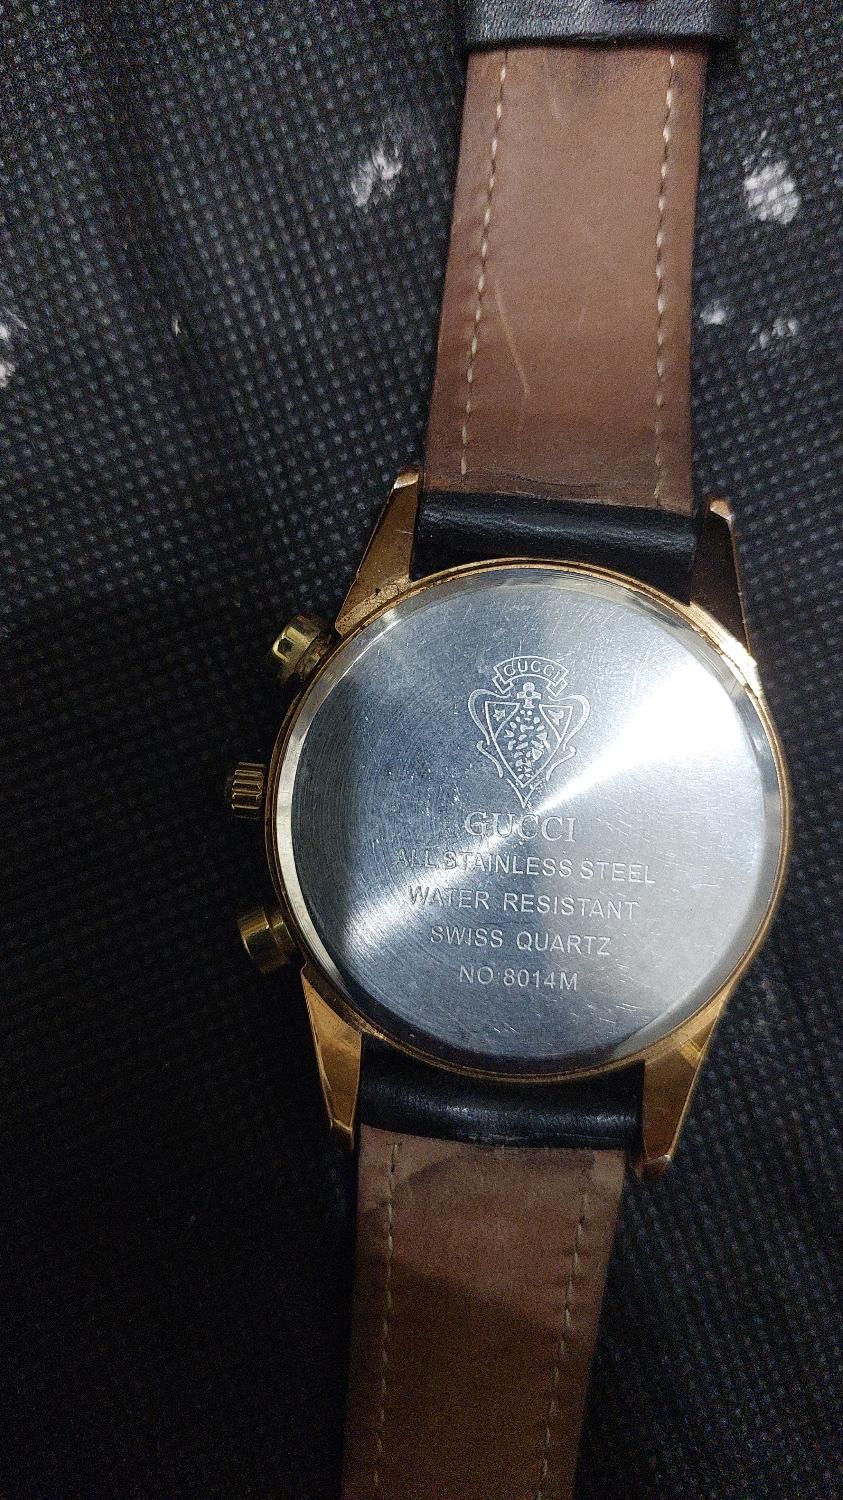 GUCCI
GUCCI
ALL STAINLESS STEEL
WATER RESISTANT
SWISS QUARTZ
NO:8014M